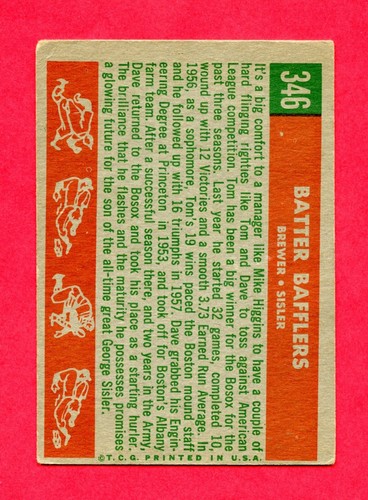 346
BATTER BAFFLERS
BREWER • SISLER
It's a big comfort to a manager like Mike Higgins to have a couple of
hard flinging righties like Tom and Dave to toss against American
League competition. Tom has been a big winner for the Bosox for the
past three seasons. Last year he started 32 games, completed 10,
wound up with 12 Victories and a smooth 3.73 Earned Run Average. In
1956, as a sophomore, Tom's 19 wins paced the Boston mound staff
and he followed up with 16 triumphs in 1957. Dave grabbed his Engin-
eering Degree at Princeton in 1953, and took off for Boston's Albany
farm team. After a successful season there, and two years in the Army,
Dave returned to the Bosox and took his place as a starting hurler.
The brilliance that he flashes and the maturity he possesses promises
a glowing future for the son of the all-time great George Sisler.
©T.C.G. PRINTED IN U.S.A.